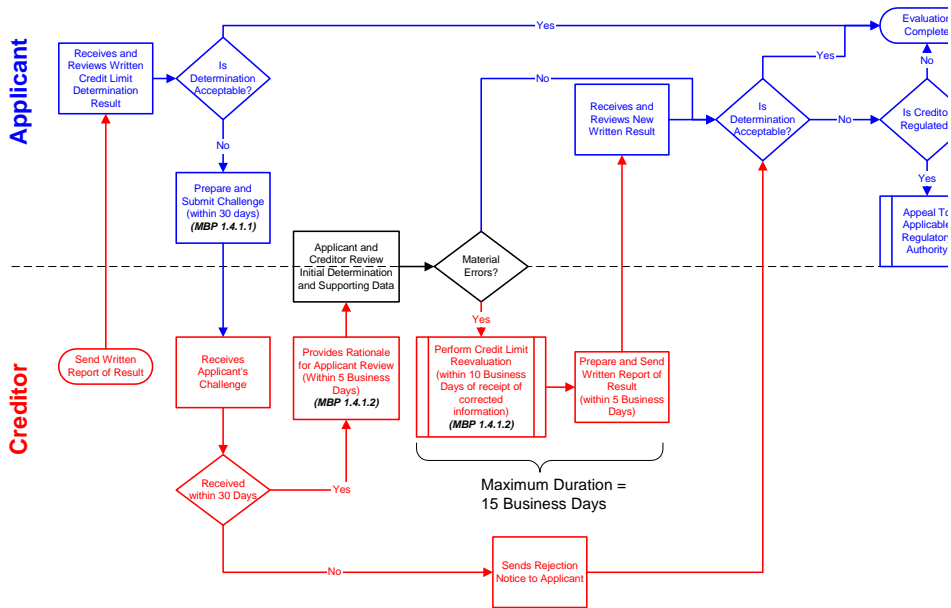 Applicant
Creditor
Receives and
Reviews Written
Credit Limit
Determination
Result
Is
Determination
Acceptable?
Yes
No
Prepare and
Submit Challenge
(within 30 days)
(MBP 1.4.1.1)
Send Written
Report of Result
Receives
Applicant's
Challenge
Received
within 30 Days
Yes
No
Provides Rationale
for Applicant Review
(Within 5 Business
Days)
(MBP 1.4.1.2)
Applicant and
Creditor Review
Initial Determination
and Supporting Data
Material
Errors?
No
Yes
Perform Credit Limit
Reevaluation
(within 10 Business
Days of receipt of
corrected
information)
(MBP 1.4.1.2)
Prepare and Send
Written Report of
Result
(within 5 Business
Days)
Maximum Duration =
15 Business Days
Sends Rejection
Notice to Applicant
Receives and
Reviews New
Written Result
Is
Determination
Acceptable?
Yes
No
Evaluation
Complete
No
Is Creditor
Regulated
Yes
Appeal To
Applicable
Regulatory
Authority